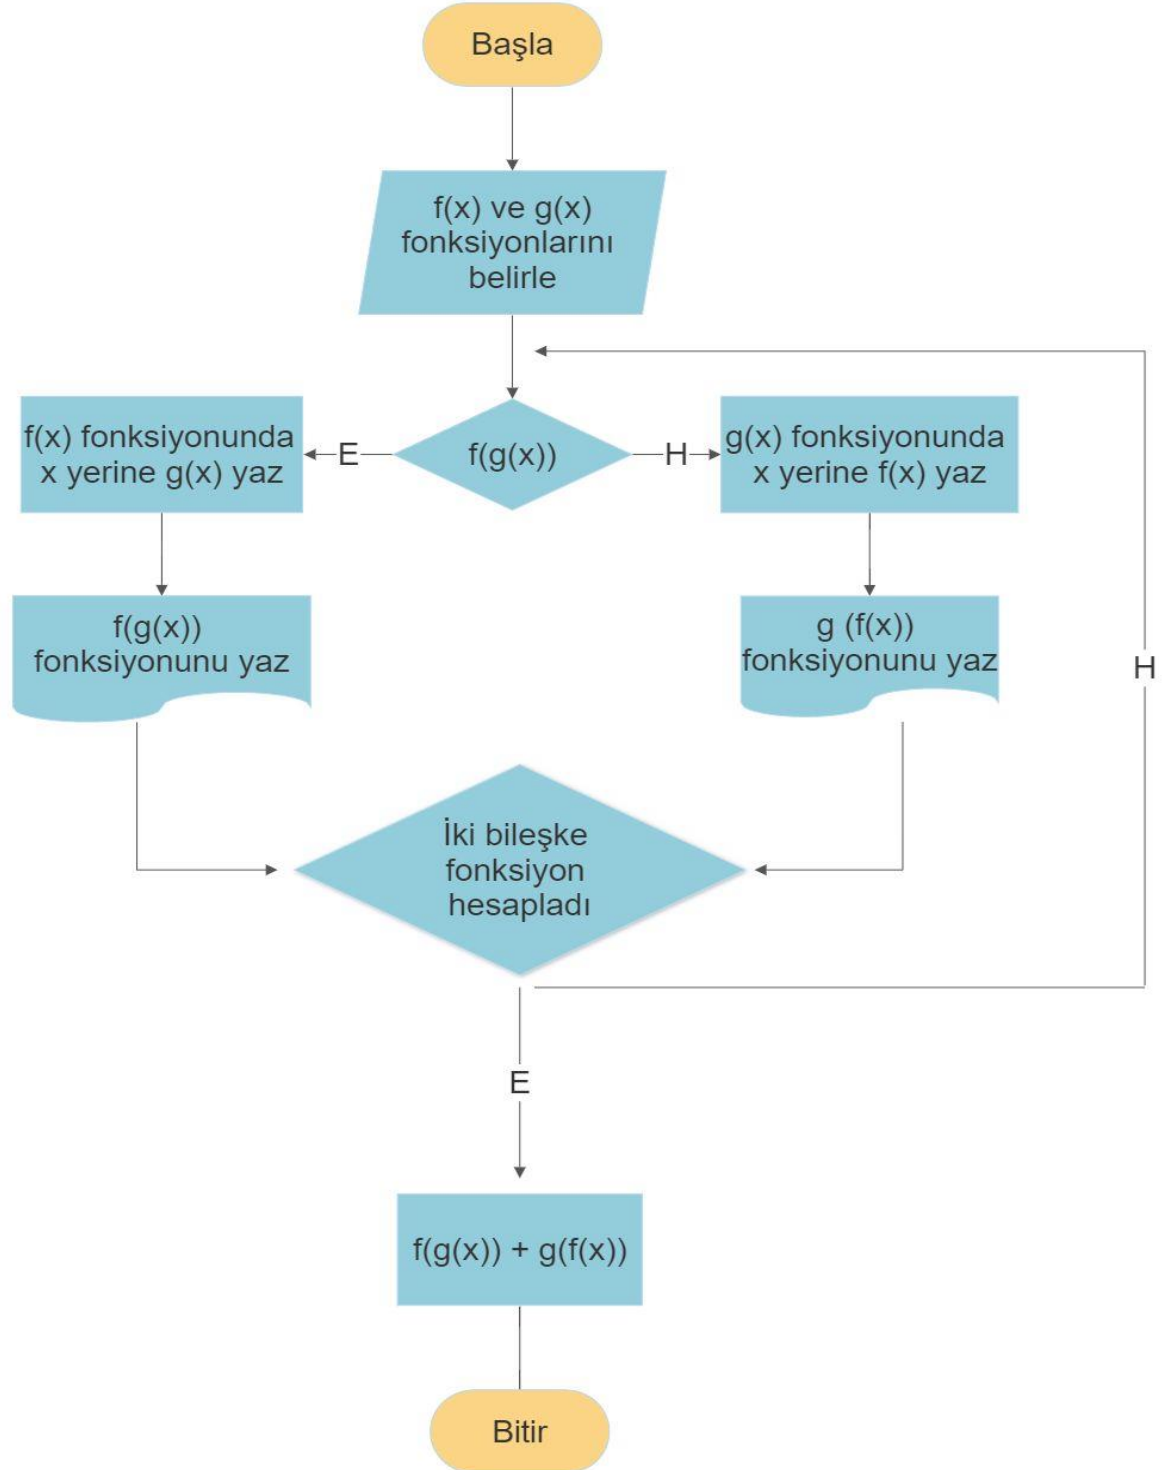 Başla
f(x) ve g(x)
fonksiyonlarını
belirle
f(x) fonksiyonunda
x yerine g(x) yaz
E
f(g(x))
H
g(x) fonksiyonunda
x yerine f(x) yaz
f(g(x))
fonksiyonunu yaz
g (f(x))
fonksiyonunu yaz
H
İki bileşke
fonksiyon
hesapladı
E
f(g(x)) + g(f(x))
Bitir